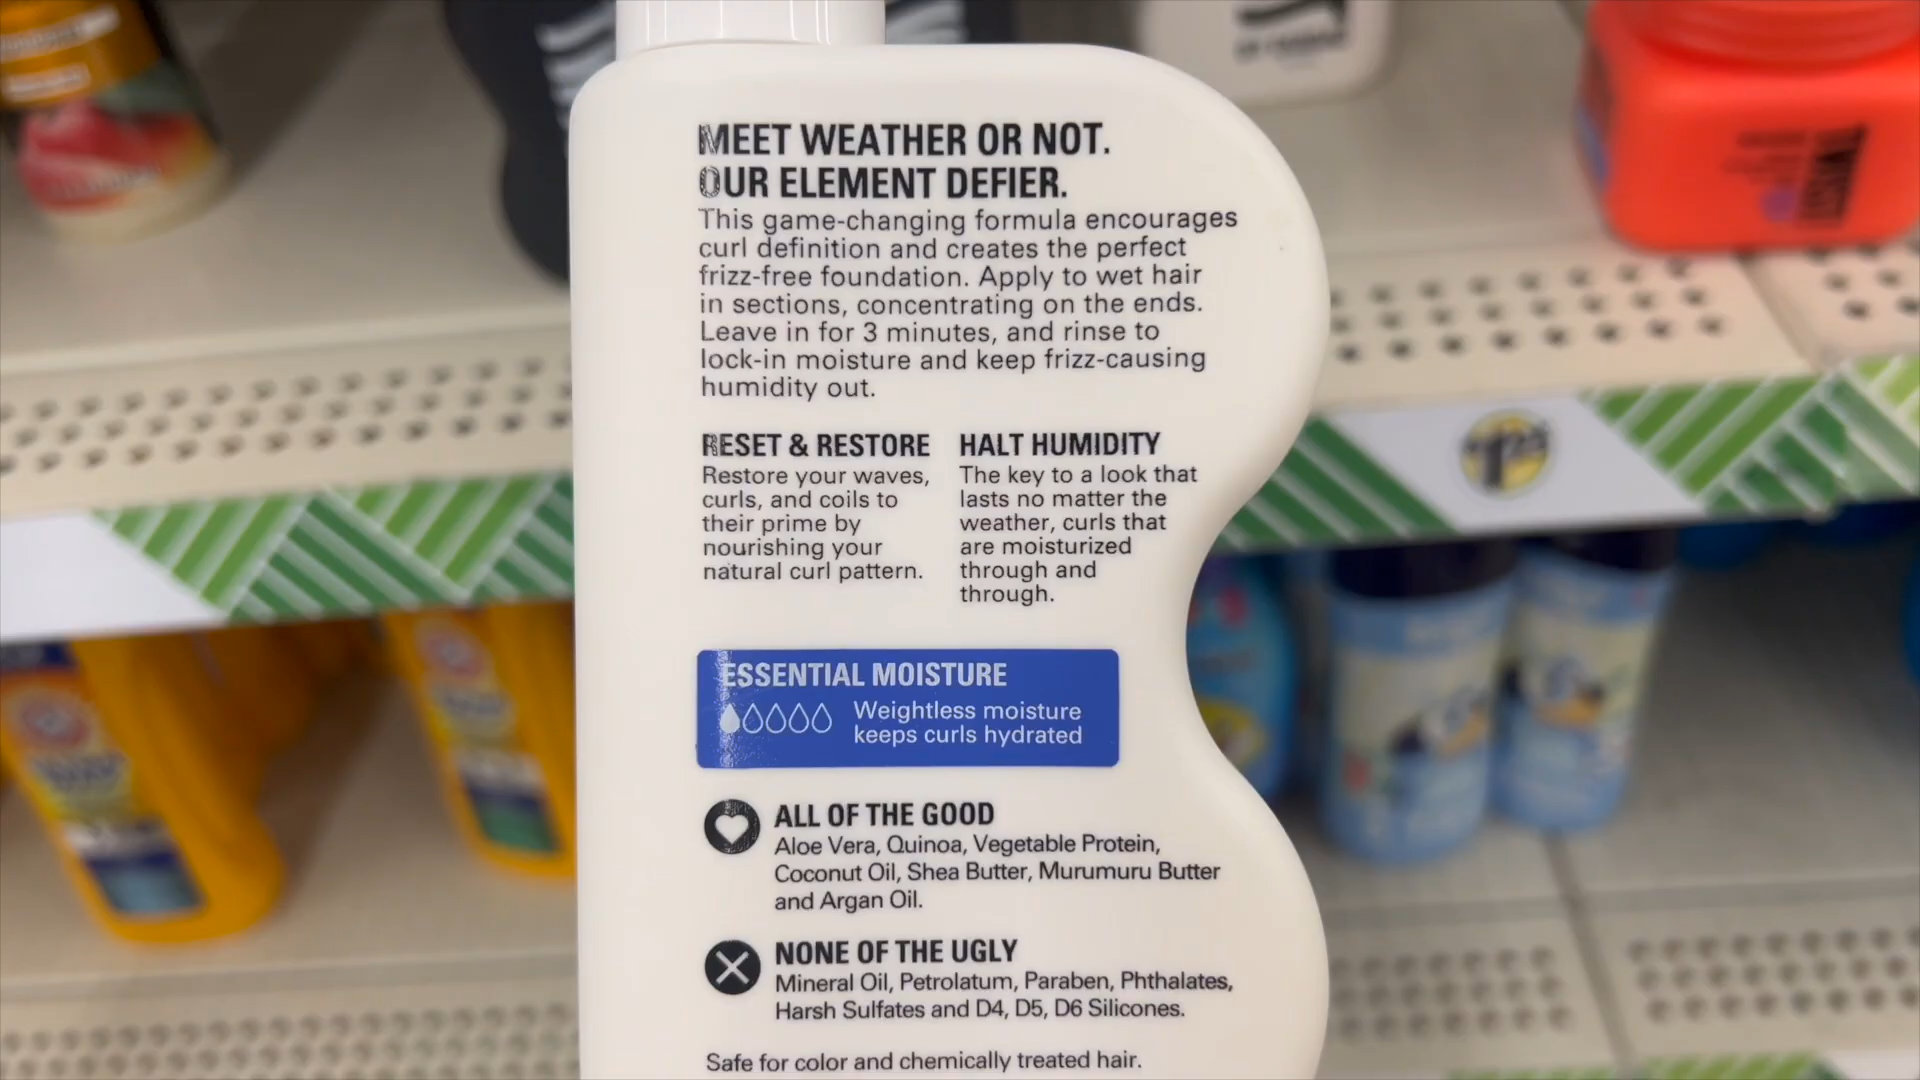 MEET WEATHER OR NOT.
OUR ELEMENT DEFIER.
This game-changing formula encourages
curl definition and creates the perfect
frizz-free foundation. Apply to wet hair
in sections, concentrating on the ends.
Leave in for 3 minutes, and rinse to
lock-in moisture and keep frizz-causing
humidity out.
RESET & RESTORE
Restore your waves,
curls, and coils to
their prime by
nourishing your
natural curl pattern.
HALT HUMIDITY
The key to a look that
lasts no matter the
weather, curls that
are moisturized
through and
through.
ESSENTIAL MOISTURE
Weightless moisture
keeps curls hydrated
ALL OF THE GOOD
Aloe Vera, Quinoa, Vegetable Protein,
Coconut Oil, Shea Butter, Murumuru Butter
and Argan Oil.
NONE OF THE UGLY
Mineral Oil, Petrolatum, Paraben, Phthalates,
Harsh Sulfates and D4, D5, D6 Silicones.
Safe for color and chemically treated hair.
TWIST